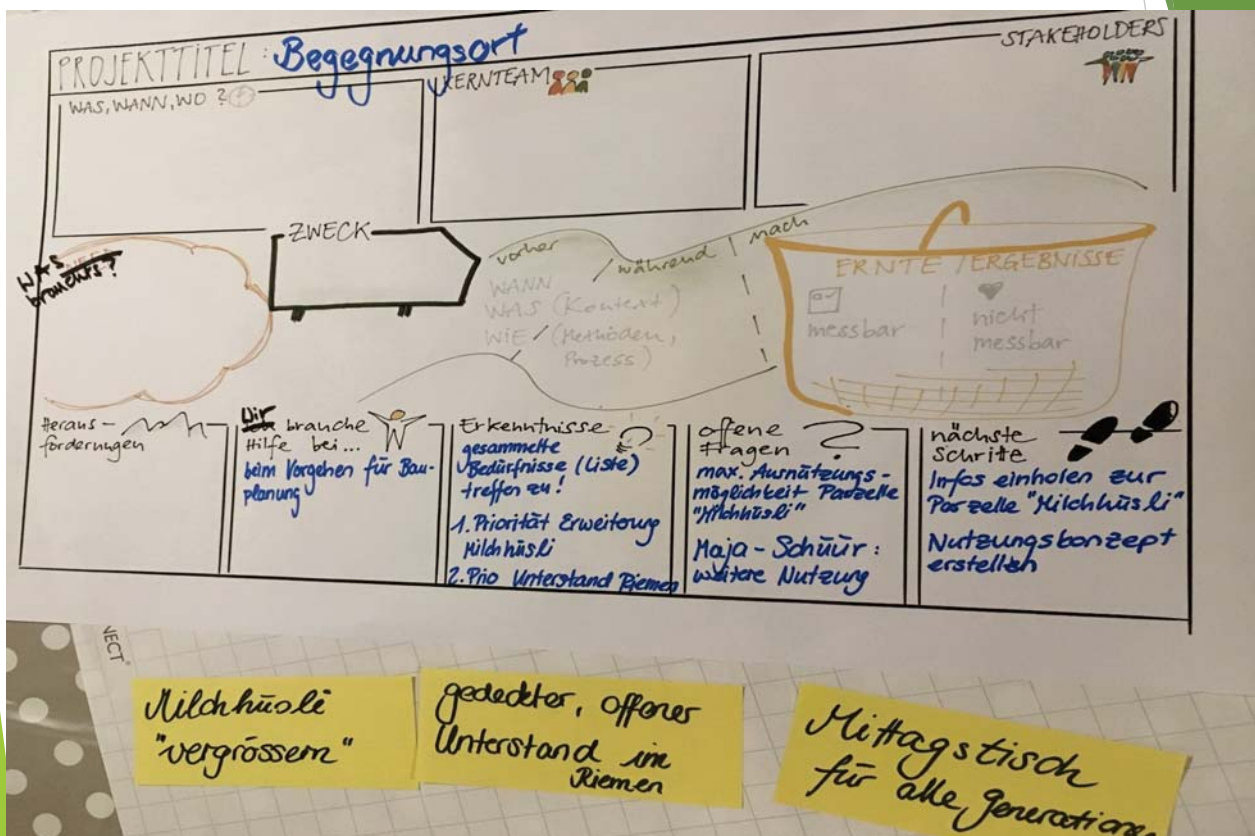 PROJEKTTITEL: Begegnungsort
WAS, WANN, WO?
KERNTEAM
STAKEHOLDERS
WAS
brauchts?
ZWECK
vorher / während | nach
WANN
WAS (Kontext)
WIE (Methoden,
Prozess)
ERNTE / ERGEBNISSE
messbar
nicht
messbar
Heraus-
forderungen
Wir brauche
Hilfe bei...
beim Vorgehen für Bau-
planung
Erkenntnisse
gesammelte
Bedürfnisse (Liste)
treffen zu!
1. Priorität Erweiterung
Milchhüsli
2. Prio Unterstand Riemen
offene
Fragen
max. Ausnützungs-
möglichkeit Parzelle
"Milchhüsli"
Maja-Schüür:
weitere Nutzung
nächste
Schritte
Infos einholen zur
Parzelle "Milchhüsli"
Nutzungskonzept
erstellen
NECT
Milchhüsli
"vergrössern"
gedeckter, offener
Unterstand im
Riemen
Mittagstisch
für alle Generationen